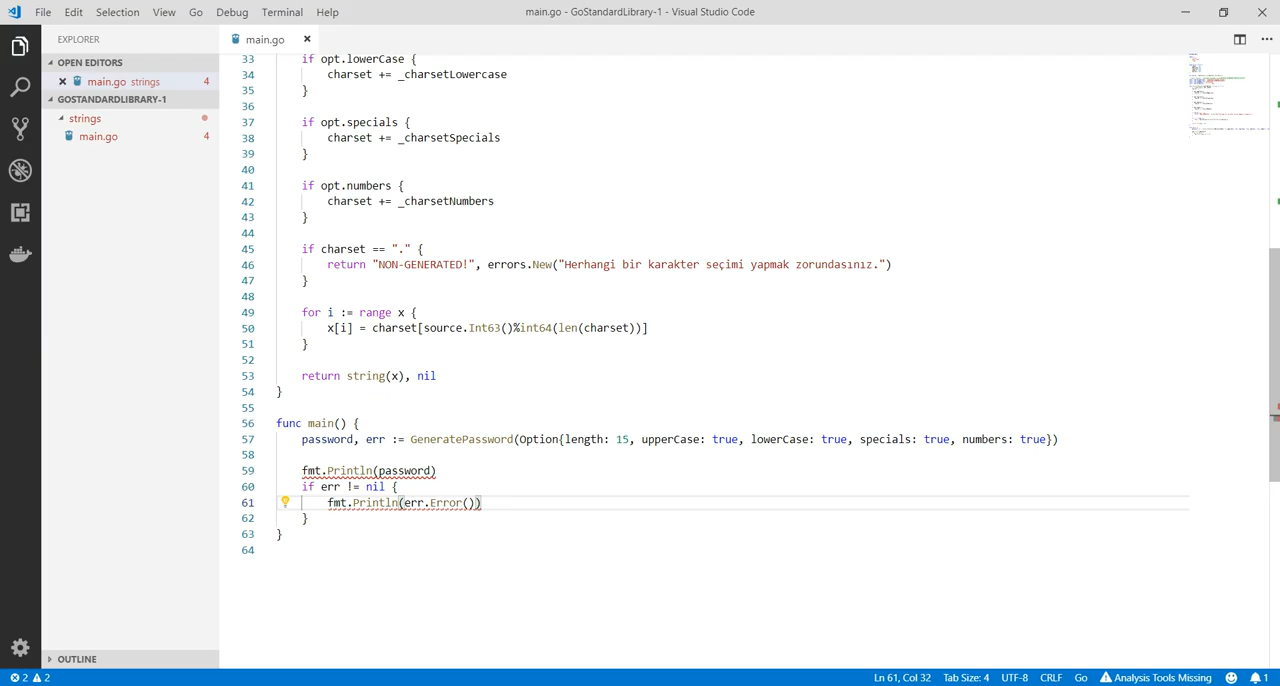 File Edit Selection View Go Debug Terminal Help
main.go - GoStandardLibrary-1 - Visual Studio Code
EXPLORER
main.go
OPEN EDITORS
main.go strings 4
GOSTANDARDLIBRARY-1
strings
main.go 4
OUTLINE
33 if opt.lowerCase {
34 charset += _charsetLowercase
35 }
36
37 if opt.specials {
38 charset += _charsetSpecials
39 }
40
41 if opt.numbers {
42 charset += _charsetNumbers
43 }
44
45 if charset == "." {
46 return "NON-GENERATED!", errors.New("Herhangi bir karakter seçimi yapmak zorundasınız.")
47 }
48
49 for i := range x {
50 x[i] = charset[source.Int63()%int64(len(charset))]
51 }
52
53 return string(x), nil
54 }
55
56 func main() {
57 password, err := GeneratePassword(Option{length: 15, upperCase: true, lowerCase: true, specials: true, numbers: true})
58
59 fmt.Println(password)
60 if err != nil {
61 fmt.Println(err.Error())
62 }
63 }
64
2 2 Ln 61, Col 32 Tab Size: 4 UTF-8 CRLF Go Analysis Tools Missing 1